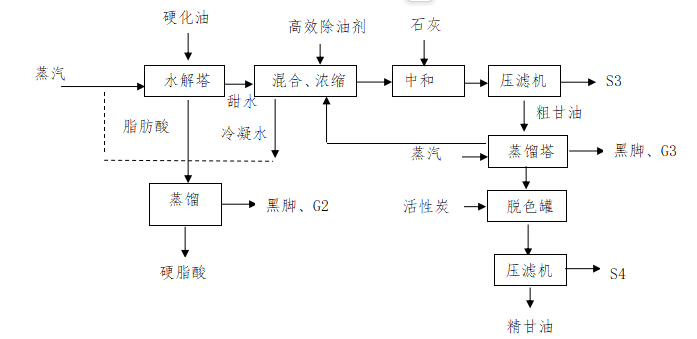 硬化油
高效除油剂
石灰
蒸汽
水解塔
混合、浓缩
中和
压滤机
S3
甜水
脂肪酸
冷凝水
粗甘油
蒸汽
蒸馏塔
黑脚、G3
蒸馏
黑脚、G2
活性炭
脱色罐
硬脂酸
压滤机
S4
精甘油